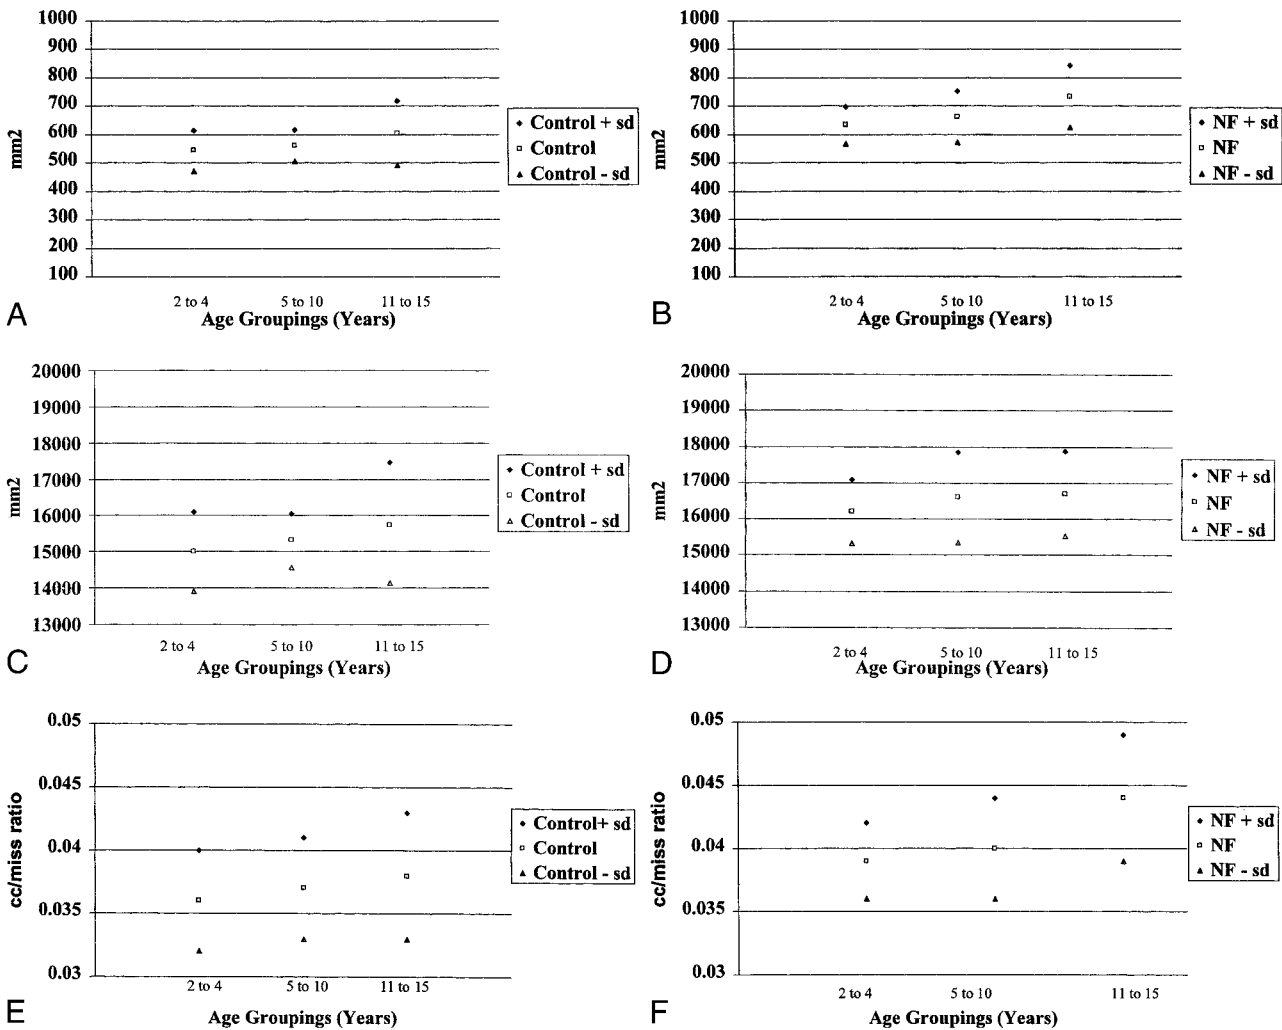 1000
900
800
700
600
500
400
300
200
100
mm2
Control + sd
Control
Control - sd
2 to 4 5 to 10 11 to 15
Age Groupings (Years)
A
1000
900
800
700
600
500
400
300
200
100
mm2
NF + sd
NF
NF - sd
2 to 4 5 to 10 11 to 15
Age Groupings (Years)
B
20000
19000
18000
17000
16000
15000
14000
13000
mm2
Control + sd
Control
Control - sd
2 to 4 5 to 10 11 to 15
Age Groupings (Years)
C
20000
19000
18000
17000
16000
15000
14000
13000
mm2
NF + sd
NF
NF - sd
2 to 4 5 to 10 11 to 15
Age Groupings (Years)
D
0.05
0.045
0.04
0.035
0.03
cc/miss ratio
Control+ sd
Control
Control - sd
2 to 4 5 to 10 11 to 15
Age Groupings (Years)
E
0.05
0.045
0.04
0.035
0.03
cc/miss ratio
NF + sd
NF
NF - sd
2 to 4 5 to 10 11 to 15
Age Groupings (Years)
F